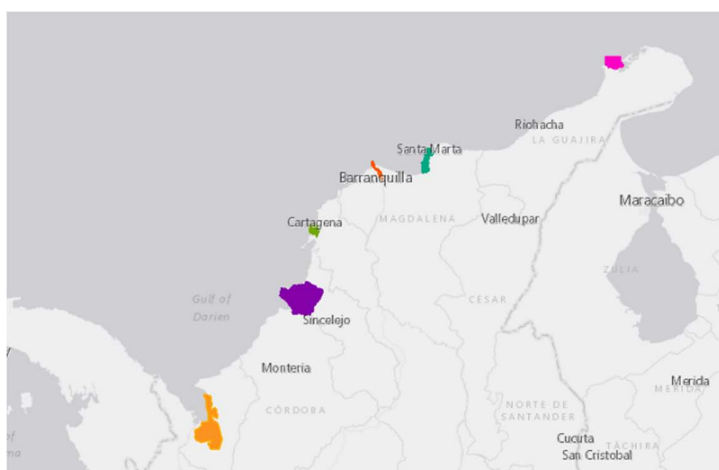 Riohacha
LA GUAJIRA
Santa Marta
Barranquilla
Maracaibo
Cartagena
MAGDALENA
Valledupar
ZULIA
Gulf of
Darien
CESAR
Sincelejo
Monteria
Merida
MERIDA
CÓRDOBA
NORTE DE
SANTANDER
Cucuta
TÁCHIRA
San Cristobal